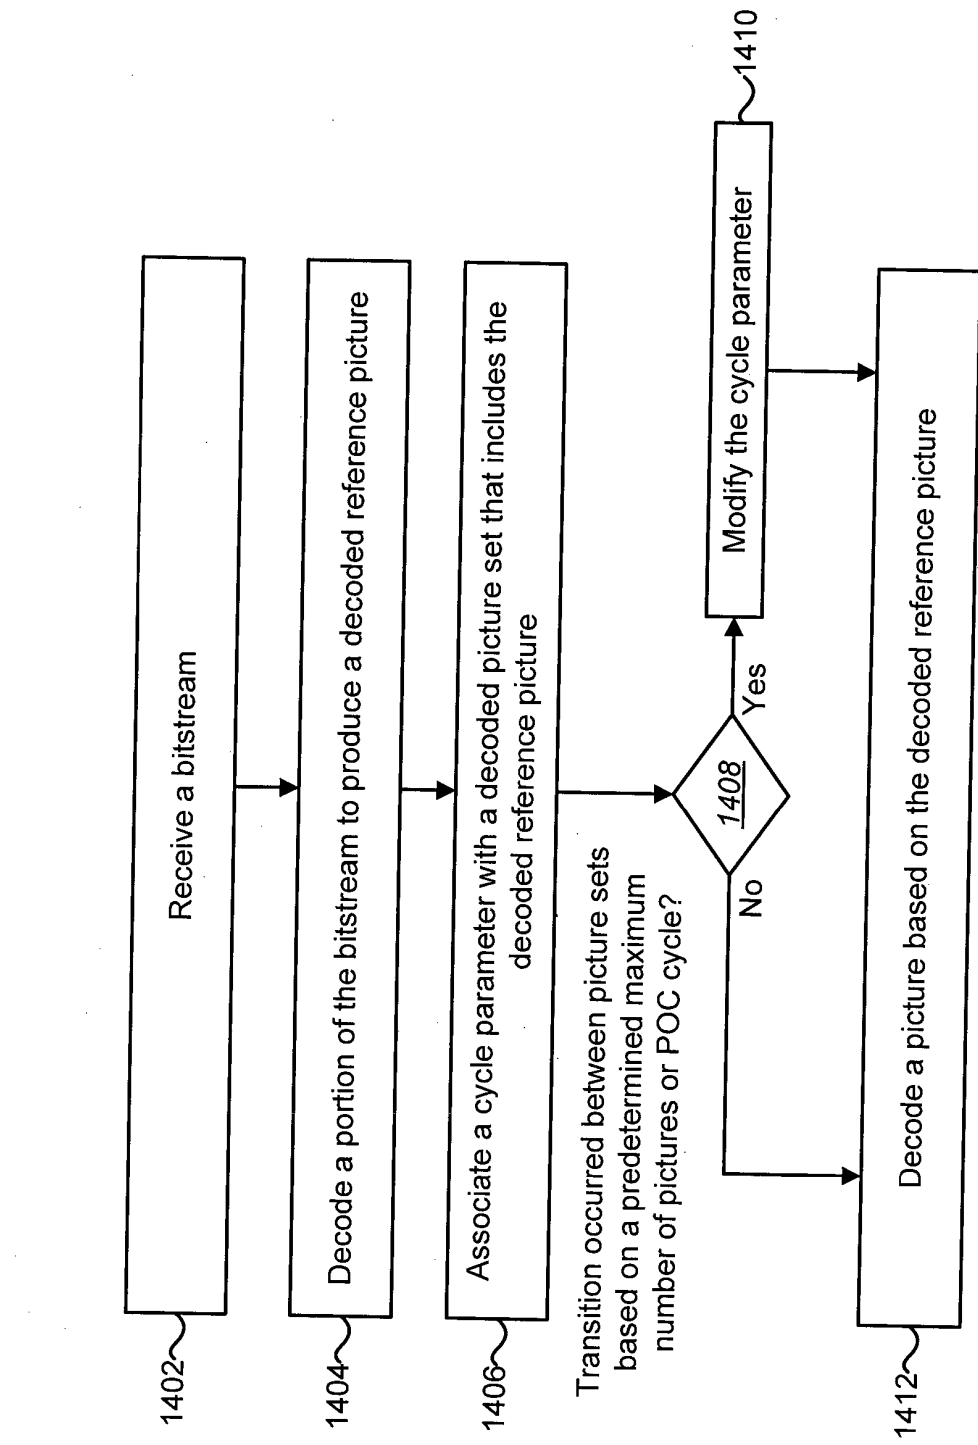 1402
Receive a bitstream
1404
Decode a portion of the bitstream to produce a decoded reference picture
1406
Associate a cycle parameter with a decoded picture set that includes the
decoded reference picture
Transition occurred between picture sets
based on a predetermined maximum
number of pictures or POC cycle?
1408
No
Yes
Modify the cycle parameter
1410
1412
Decode a picture based on the decoded reference picture